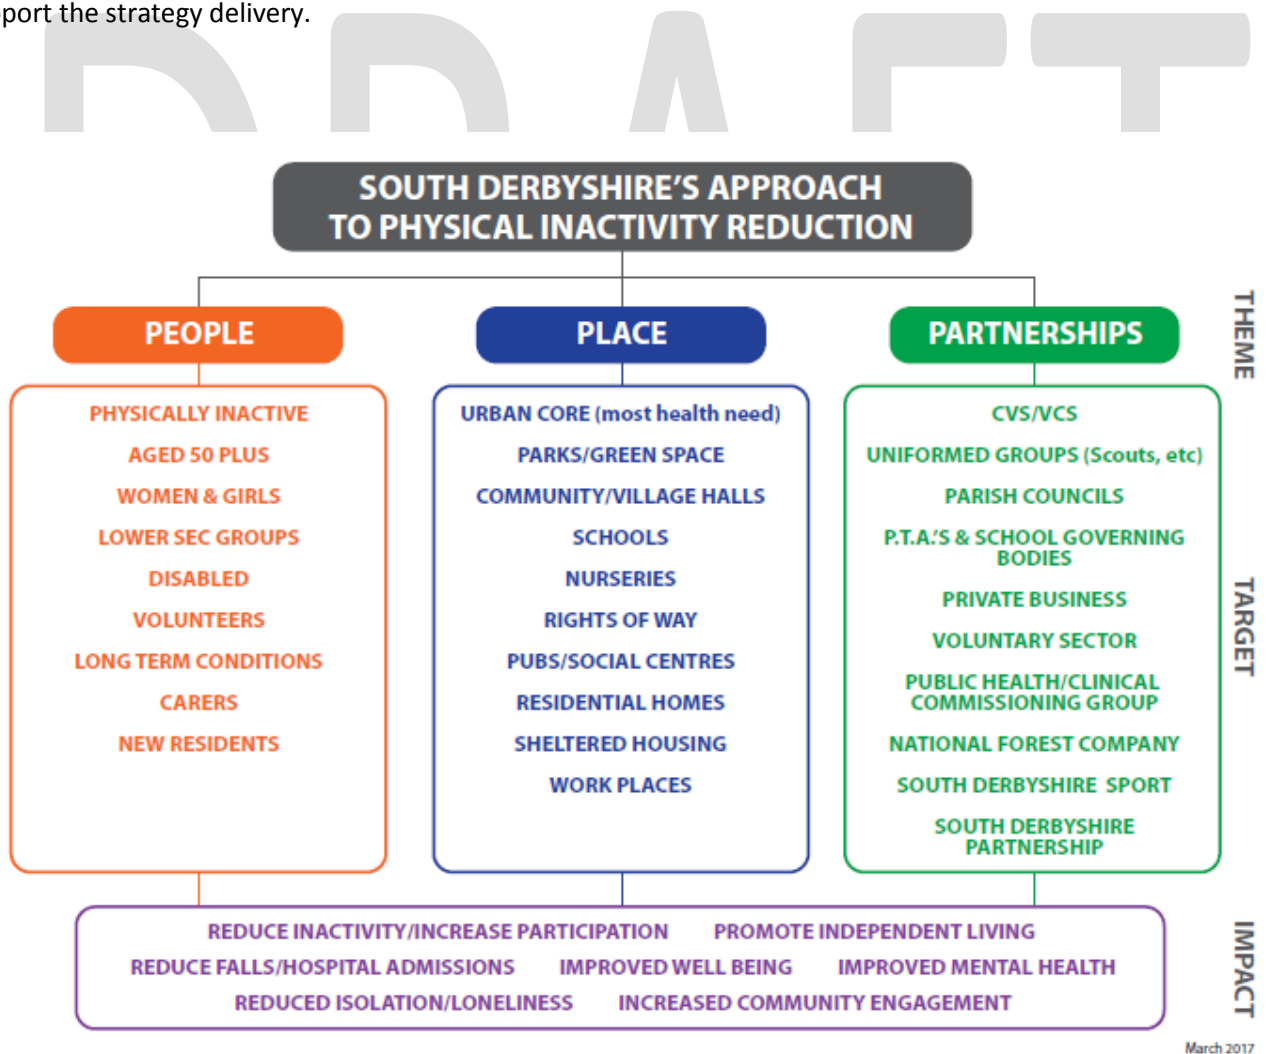 port the strategy delivery.
DRAFT
SOUTH DERBYSHIRE'S APPROACH
TO PHYSICAL INACTIVITY REDUCTION
THEME
PEOPLE
PLACE
PARTNERSHIPS
TARGET
PHYSICALLY INACTIVE
AGED 50 PLUS
WOMEN & GIRLS
LOWER SEC GROUPS
DISABLED
VOLUNTEERS
LONG TERM CONDITIONS
CARERS
NEW RESIDENTS
URBAN CORE (most health need)
PARKS/GREEN SPACE
COMMUNITY/VILLAGE HALLS
SCHOOLS
NURSERIES
RIGHTS OF WAY
PUBS/SOCIAL CENTRES
RESIDENTIAL HOMES
SHELTERED HOUSING
WORK PLACES
CVS/VCS
UNIFORMED GROUPS (Scouts, etc)
PARISH COUNCILS
P.T.A.'S & SCHOOL GOVERNING
BODIES
PRIVATE BUSINESS
VOLUNTARY SECTOR
PUBLIC HEALTH/CLINICAL
COMMISSIONING GROUP
NATIONAL FOREST COMPANY
SOUTH DERBYSHIRE SPORT
SOUTH DERBYSHIRE
PARTNERSHIP
IMPACT
REDUCE INACTIVITY/INCREASE PARTICIPATION PROMOTE INDEPENDENT LIVING
REDUCE FALLS/HOSPITAL ADMISSIONS IMPROVED WELL BEING IMPROVED MENTAL HEALTH
REDUCED ISOLATION/LONELINESS INCREASED COMMUNITY ENGAGEMENT
March 2017